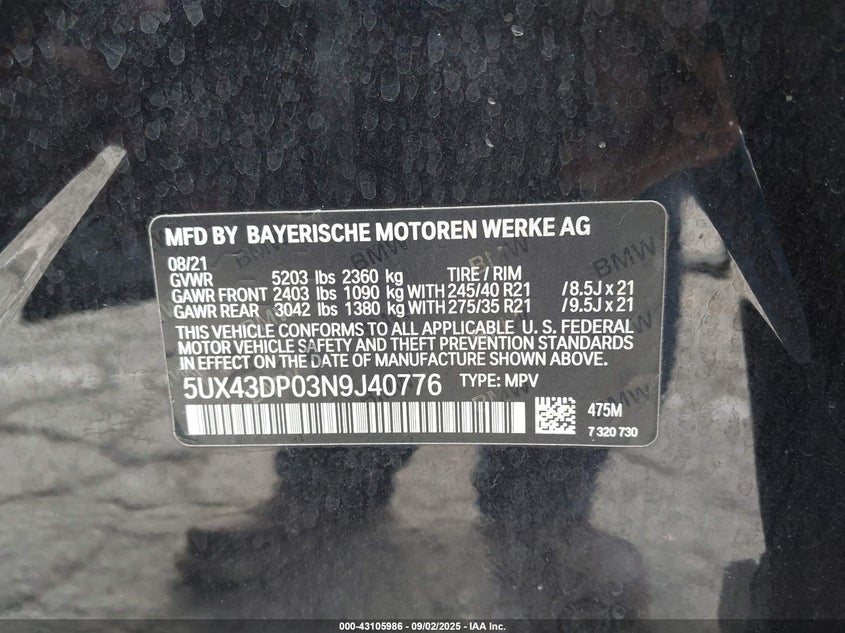 MFD BY BAYERISCHE MOTOREN WERKE AG
08/21
GVWR 5203 lbs 2360 kg TIRE / RIM
GAWR FRONT 2403 lbs 1090 kg WITH 245/40 R21 /8.5J x 21
GAWR REAR 3042 lbs 1380 kg WITH 275/35 R21 /9.5J x 21
THIS VEHICLE CONFORMS TO ALL APPLICABLE U. S. FEDERAL
MOTOR VEHICLE SAFETY AND THEFT PREVENTION STANDARDS
IN EFFECT ON THE DATE OF MANUFACTURE SHOWN ABOVE.
5UX43DP03N9J40776 TYPE: MPV
475M
7 320 730
BMW
BMW
BMW
BMW
000-43105986 - 09/02/2025 - IAA Inc.